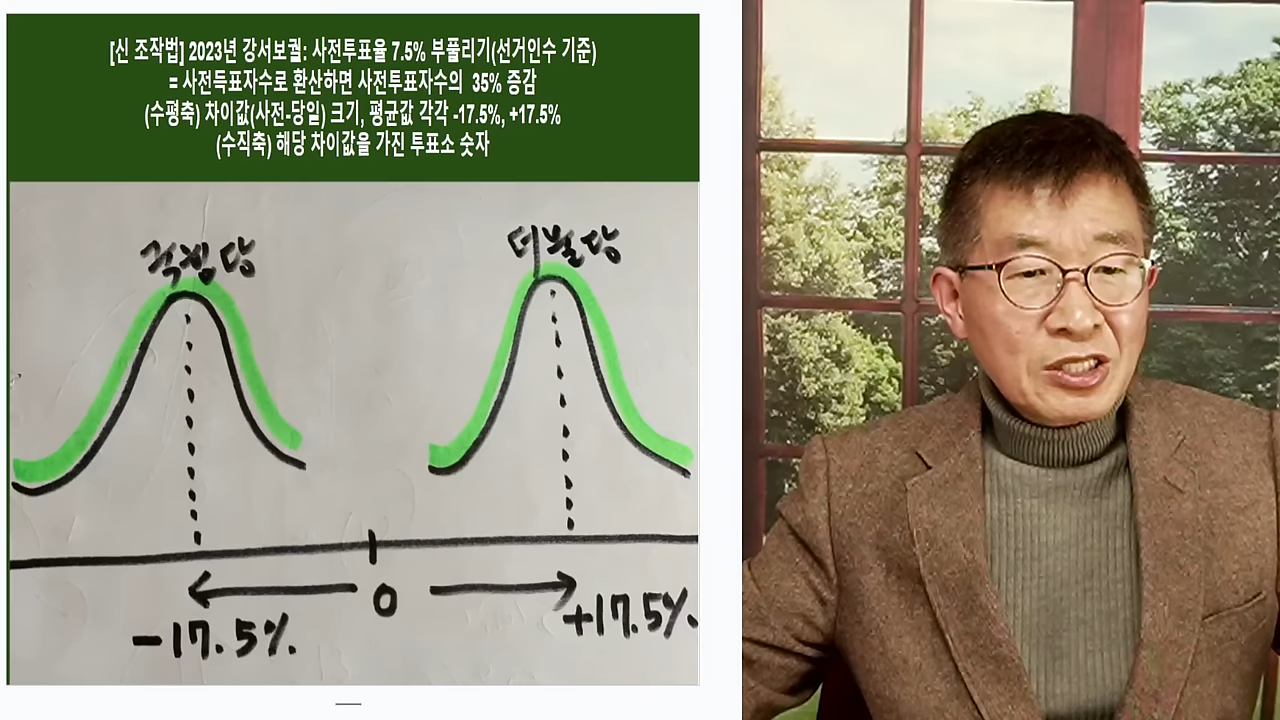 [신 조작법] 2023년 강서보궐: 사전투표율 7.5% 부풀리기(선거인수 기준)
= 사전득표자수로 환산하면 사전투표자수의 35% 증감
(수평축) 차이값(사전-당일) 크기, 평균값 각각 -17.5%, +17.5%
(수직축) 해당 차이값을 가진 투표소 숫자
더불당
0
-17.5%.
+17.5%.